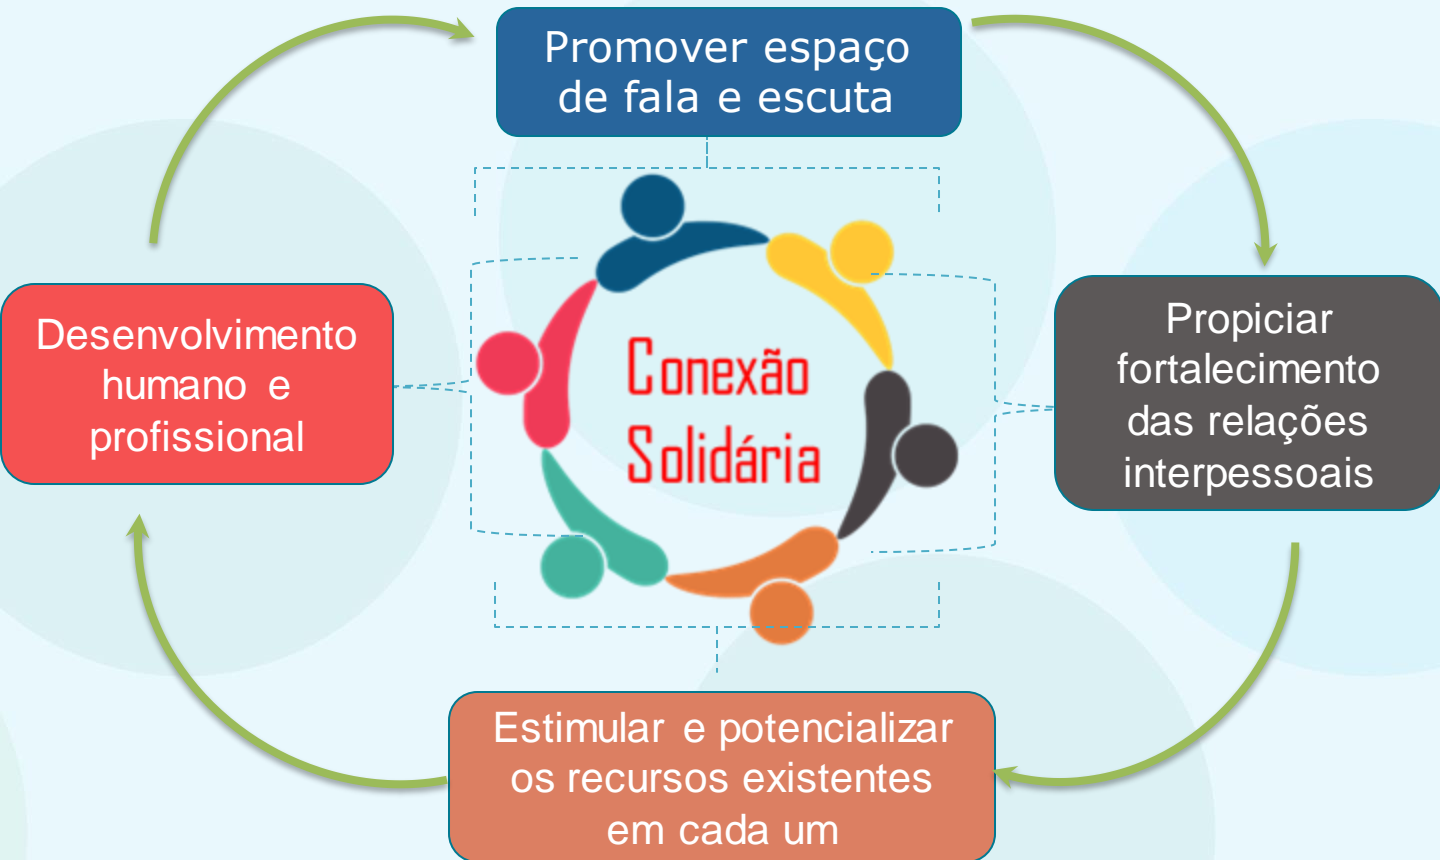 Promover espaço
de fala e escuta
Desenvolvimento
humano e
profissional
Conexão
Solidária
Propiciar
fortalecimento
das relações
interpessoais
Estimular e potencializar
os recursos existentes
em cada um